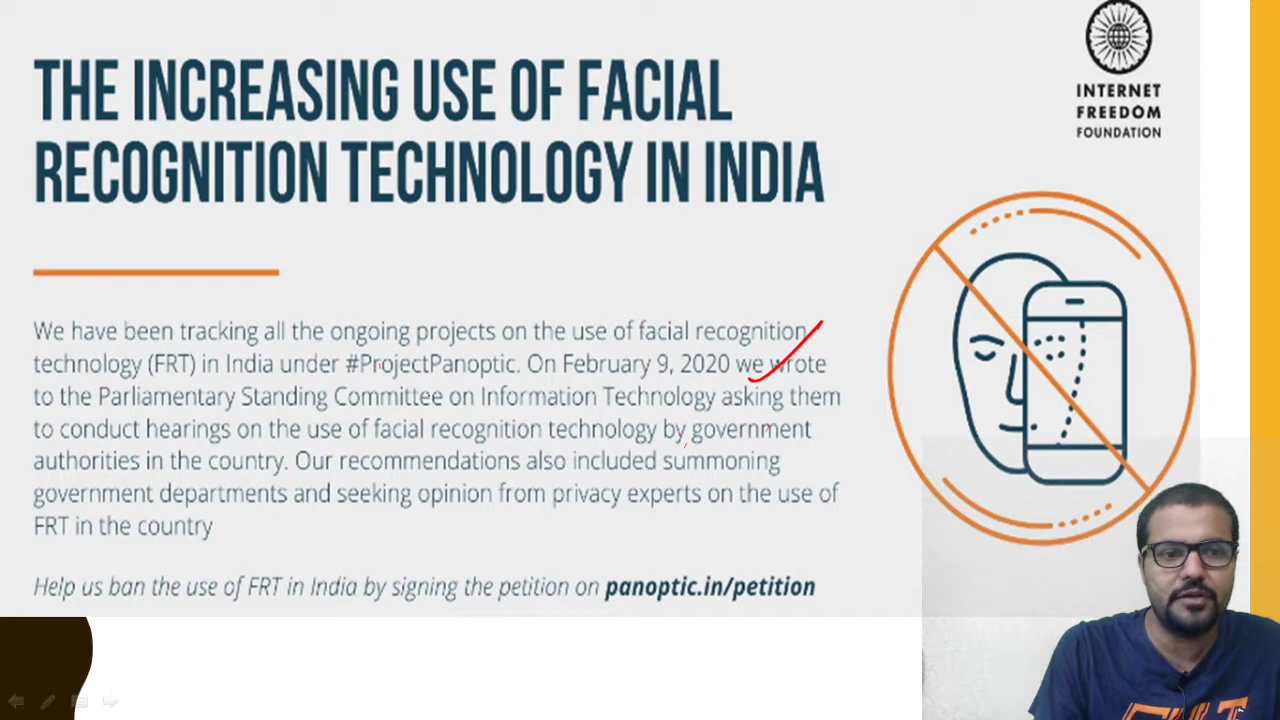 THE INCREASING USE OF FACIAL
RECOGNITION TECHNOLOGY IN INDIA
INTERNET
FREEDOM
FOUNDATION
We have been tracking all the ongoing projects on the use of facial recognition
technology (FRT) in India under #ProjectPanoptic. On February 9, 2020 we wrote
to the Parliamentary Standing Committee on Information Technology asking them
to conduct hearings on the use of facial recognition technology by government
authorities in the country. Our recommendations also included summoning
government departments and seeking opinion from privacy experts on the use of
FRT in the country
Help us ban the use of FRT in India by signing the petition on panoptic.in/petition